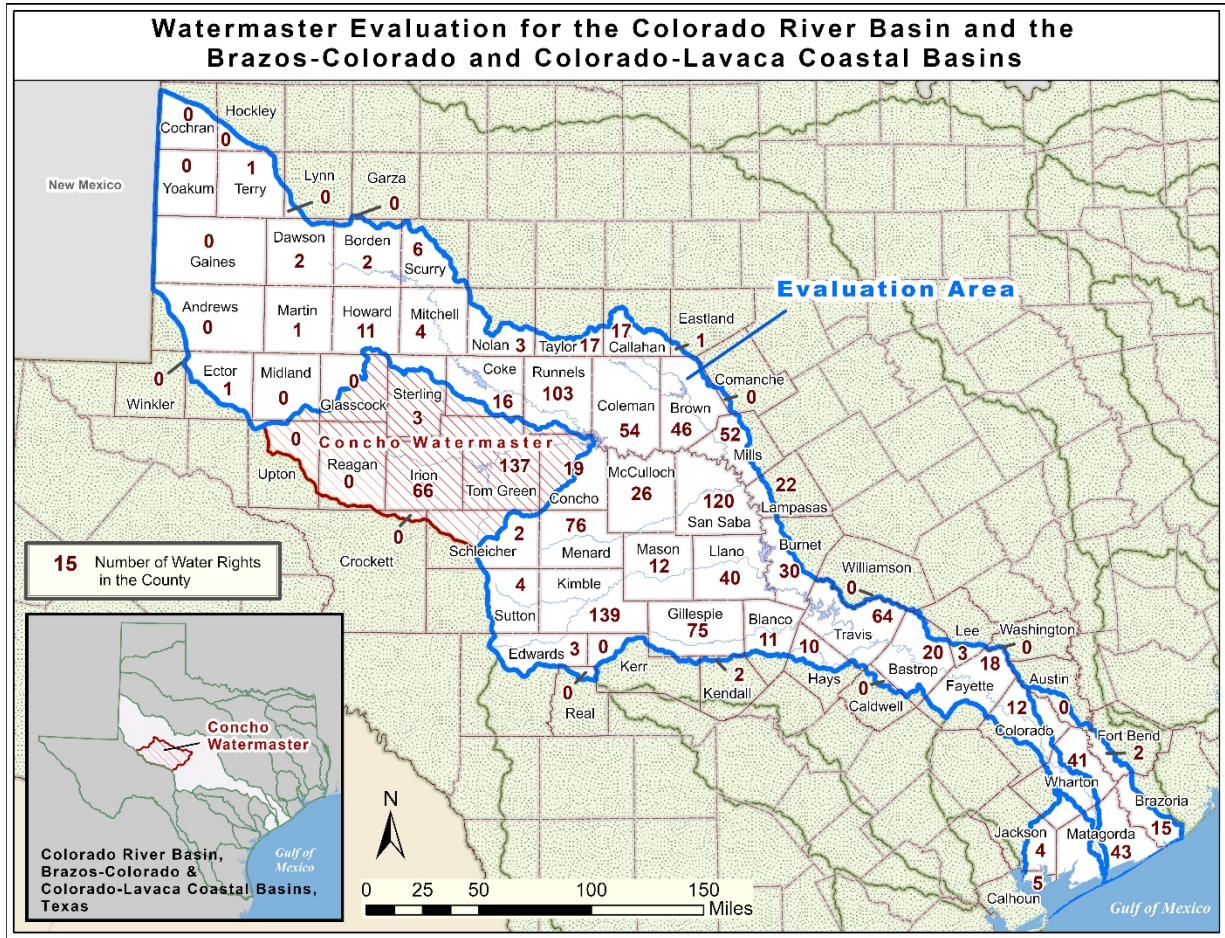 Watermaster Evaluation for the Colorado River Basin and the
Brazos-Colorado and Colorado-Lavaca Coastal Basins
New Mexico
0
Cochran
Hockley
0
0
Yoakum
1
Terry
Lynn
0
Garza
0
0
Gaines
Dawson
2
Borden
2
6
Scurry
Evaluation Area
Andrews
0
Martin
1
Howard
11
Mitchell
4
Nolan 3
Taylor 17
17
Callahan
Eastland
1
0
Winkler
Ector
1
Midland
0
0
Glasscock
Sterling
3
Coke
16
Runnels
103
Coleman
54
Brown
46
Comanche
0
52
Mills
Concho Watermaster
0
Upton
Reagan
0
Irion
66
137
Tom Green
19
Concho
McCulloch
26
120
San Saba
22
Lampasas
0
Crockett
Schleicher
2
76
Menard
Mason
12
Llano
40
Burnet
30
Williamson
0
15 Number of Water Rights
in the County
4
Sutton
Kimble
139
Gillespie
75
Blanco
11
10
Hays
Travis
64
20
Bastrop
Lee
3
Washington
0
Edwards 3
0
Kerr
0
Real
2
Kendall
0
Caldwell
18
Fayette
Austin
0
12
Colorado
Fort Bend
2
41
Wharton
Brazoria
15
Jackson
4
Matagorda
43
5
Calhoun
Gulf of Mexico
Concho
Watermaster
Gulf of
Mexico
Colorado River Basin,
Brazos-Colorado &
Colorado-Lavaca Coastal Basins,
Texas
N
0 25 50 100 150
Miles